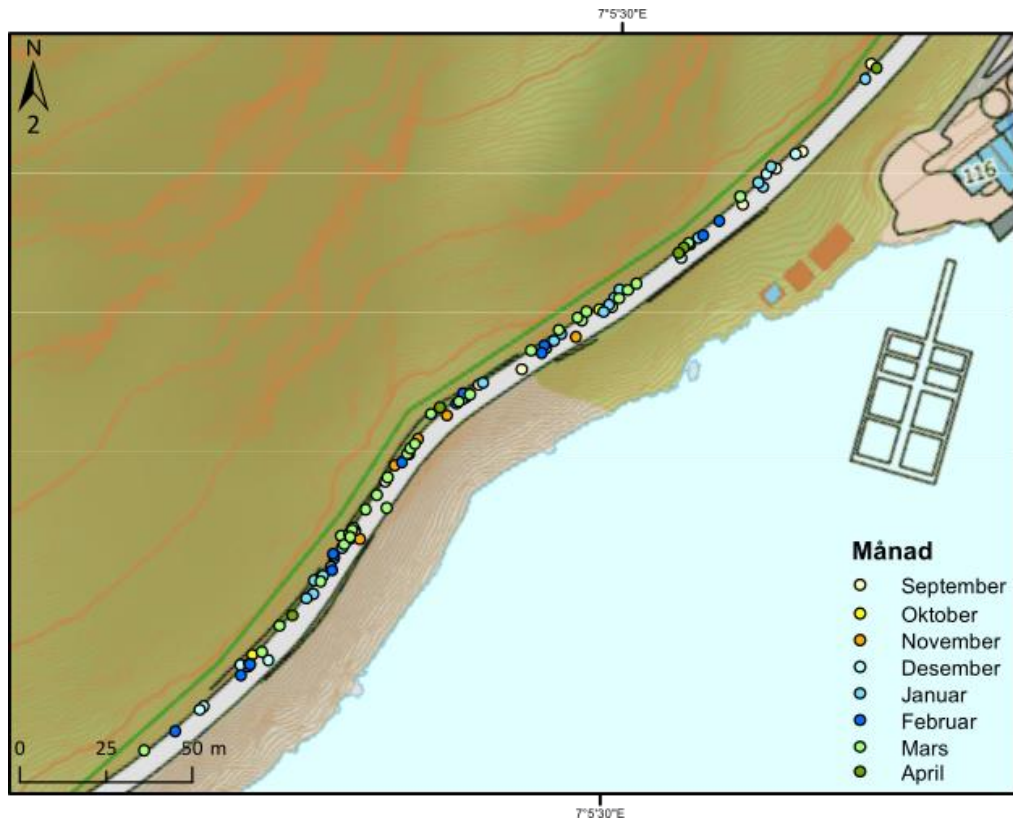 7°5'30"E
N
2
116
Månad
September
Oktober
November
Desember
Januar
Februar
Mars
April
0 25 50 m
7°5'30"E